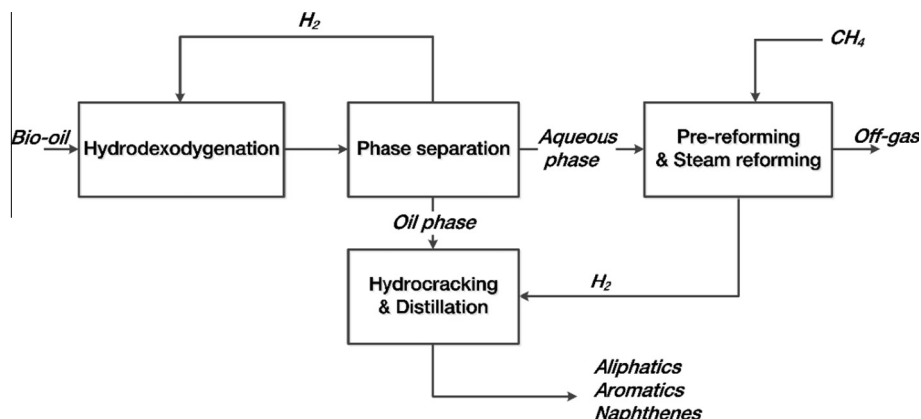 H₂
CH₄
Bio-oil
Hydrodexodygenation
Phase separation
Aqueous
phase
Pre-reforming
& Steam reforming
Off-gas
Oil phase
Hydrocracking
& Distillation
H₂
Aliphatics
Aromatics
Naphthenes